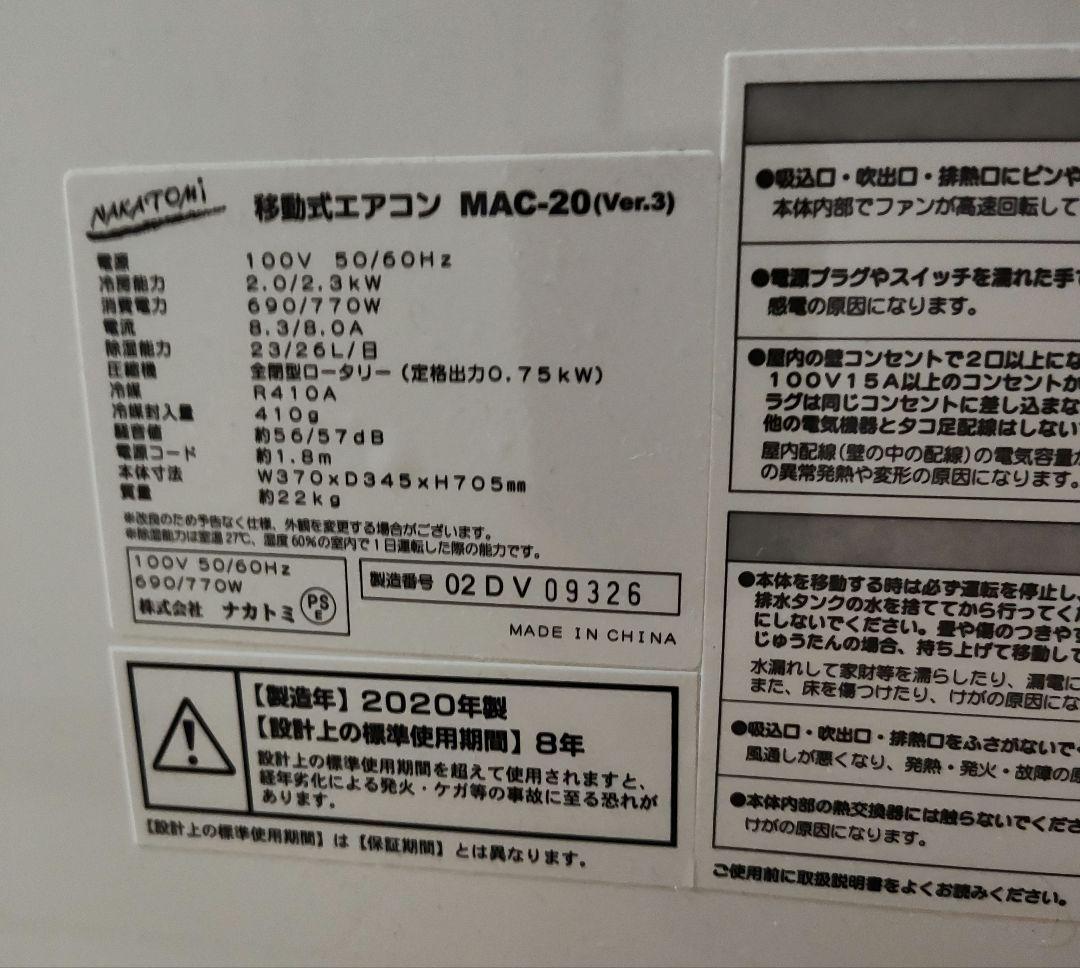 NAKATOMI 移動式エアコン MAC-20(Ver.3)
電源 100V 50/60Hz
冷房能力 2.0/2.3kW
消費電力 690/770W
電流 8.3/8.0A
除湿能力 23/26L/日
圧縮機 全閉型ロータリー(定格出力0.75kW)
冷媒 R410A
冷媒封入量 410g
騒音値 約56/57dB
電源コード 約1.8m
本体寸法 W370×D345×H705mm
質量 約22kg
※改良のため予告なく仕様、外観を変更する場合がございます。
※除湿能力は室温27℃、湿度60%の室内で1日運転した際の能力です。
100V 50/60Hz
690/770W
株式会社 ナカトミ PSE
製造番号 02DV09326
MADE IN CHINA
【製造年】2020年製
【設計上の標準使用期間】8年
設計上の標準使用期間を超えて使用されますと、
経年劣化による発火・ケガ等の事故に至る恐れが
あります。
【設計上の標準使用期間】は【保証期間】とは異なります。
●吸込口・吹出口・排熱口にピンや
本体内部でファンが高速回転して
●電源プラグやスイッチを濡れた手で
感電の原因になります。
●屋内の壁コンセントで2口以上にな
100V15A以上のコンセントか
ラグは同じコンセントに差し込まな
他の電気機器とタコ足配線はしない
屋内配線(壁の中の配線)の電気容量が
の異常発熱や変形の原因になります。
●本体を移動する時は必ず運転を停止し、
排水タンクの水を捨ててから行ってくだ
にしないでください。畳や傷のつきやす
じゅうたんの場合、持ち上げて移動して
水漏れして家財等を濡らしたり、漏電に
また、床を傷つけたり、けがの原因にな
●吸込口・吹出口・排熱口をふさがないで
風通しが悪くなり、発熱・発火・故障の原
●本体内部の熱交換器には触らないでくださ
けがの原因になります。
ご使用前に取扱説明書をよくお読みください。